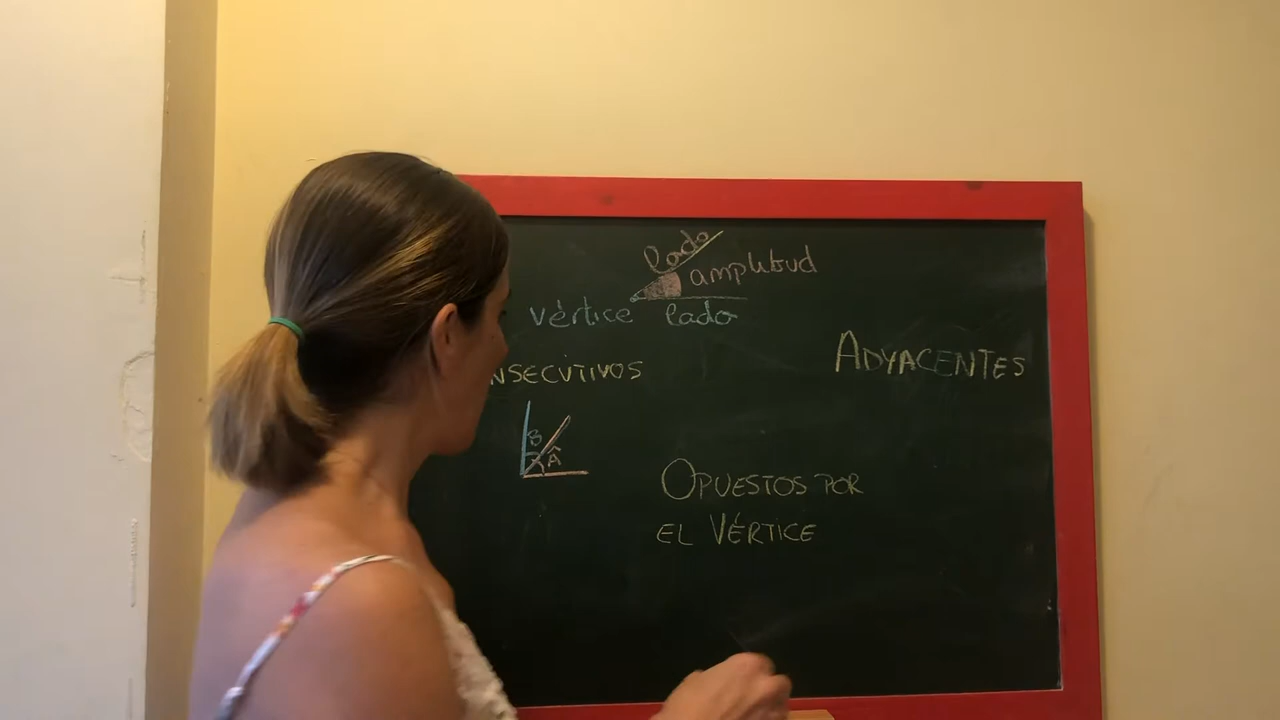 lado
amplitud
vértice lado
NSECUTIVOS
ADYACENTES
B
Â
OPUESTOS POR
EL VÉRTICE